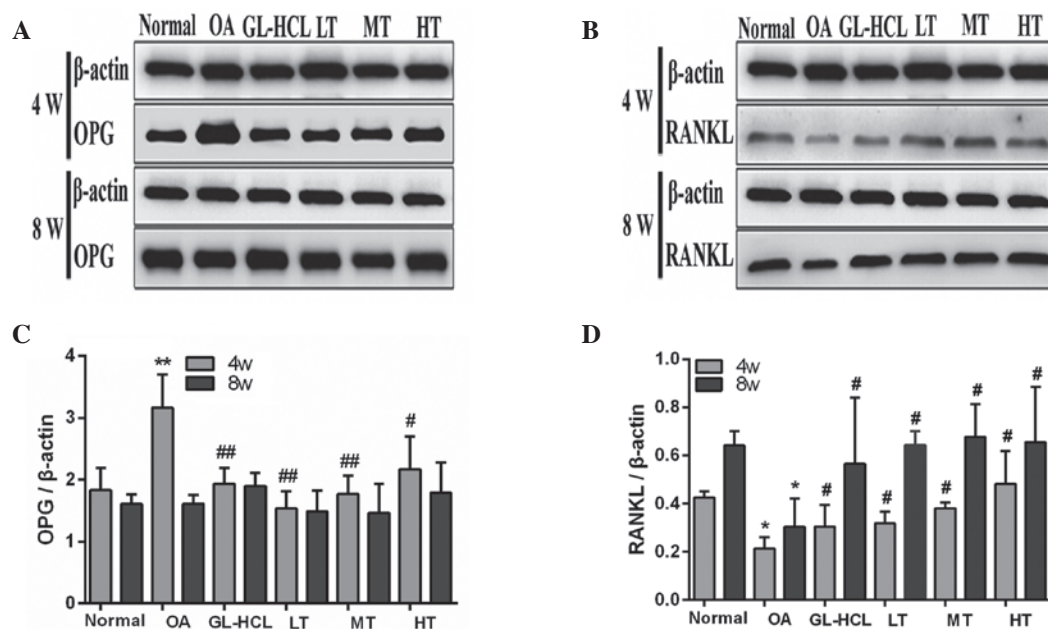 A
Normal OA GL-HCL LT MT HT
4 W
β-actin
OPG
8 W
β-actin
OPG
B
Normal OA GL-HCL LT MT HT
4 W
β-actin
RANKL
8 W
β-actin
RANKL
C
OPG / β-actin
4
3
2
1
0
4w
8w
**
##
##
##
#
Normal OA GL-HCL LT MT HT
D
RANKL / β-actin
1.0
0.8
0.6
0.4
0.2
0.0
4w
8w
*
*
#
#
#
#
#
#
#
#
Normal OA GL-HCL LT MT HT